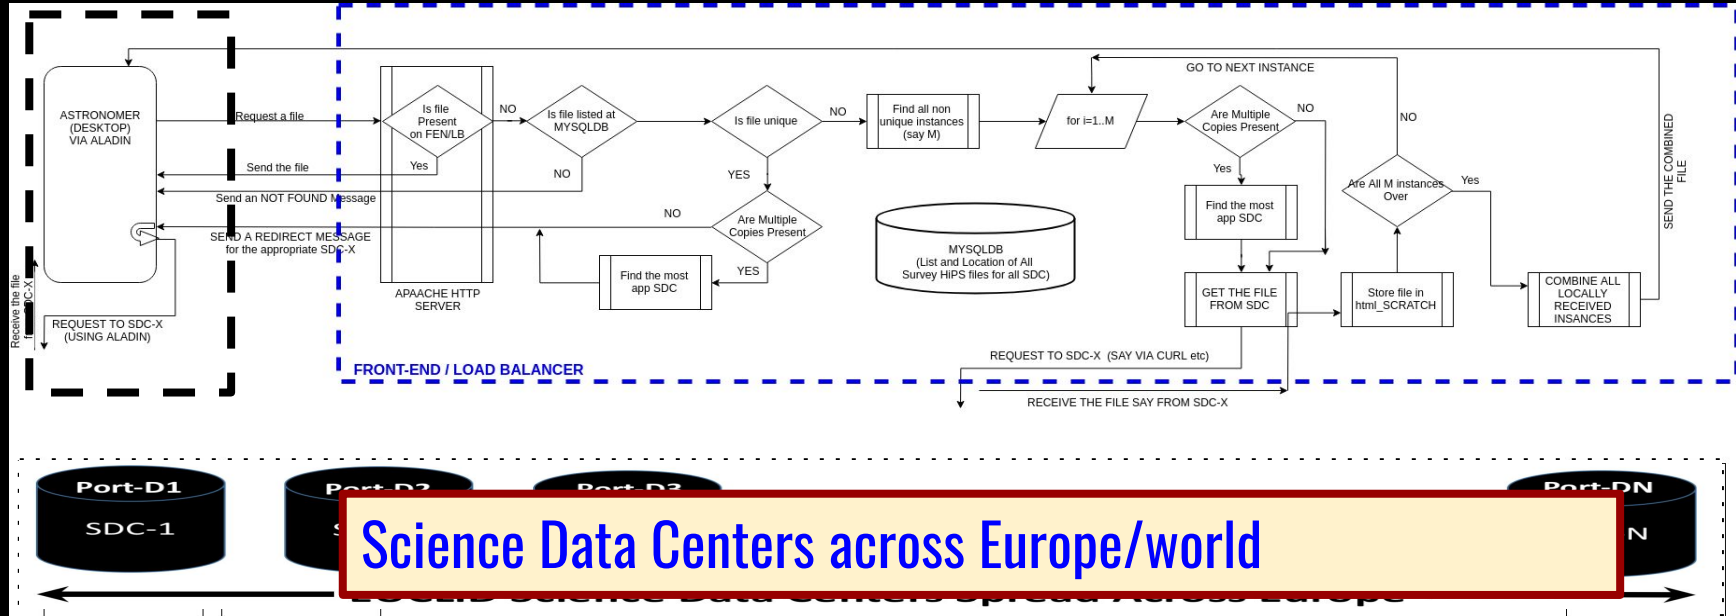 GO TO NEXT INSTANCE
ASTRONOMER
(DESKTOP)
VIA ALADIN
Request a file
Is file
Present
on FEN/LB
NO
Is file listed at
MYSQLDB
Is file unique
NO
Find all non
unique instances
(say M)
for i=1..M
Are Multiple
Copies Present
NO
NO
SEND THE COMBINED
FILE
Send the file
Yes
NO
YES
Yes
Are All M instances
Over
Yes
Send an NOT FOUND Message
NO
Are Multiple
Copies Present
Find the most
app SDC
SEND A REDIRECT MESSAGE
for the appropriate SDC-X
MYSQLDB
(List and Location of All
Survey HiPS files for all SDC)
YES
Find the most
app SDC
APAACHE HTTP
SERVER
GET THE FILE
FROM SDC
Store file in
html_SCRATCH
COMBINE ALL
LOCALLY
RECEIVED
INSANCES
Receive the file
SDC-X
REQUEST TO SDC-X
(USING ALADIN)
REQUEST TO SDC-X (SAY VIA CURL etc)
FRONT-END / LOAD BALANCER
RECEIVE THE FILE SAY FROM SDC-X
Port-D1
Port-D2
Port-D3
Port-DN
SDC-1
N
Science Data Centers across Europe/world